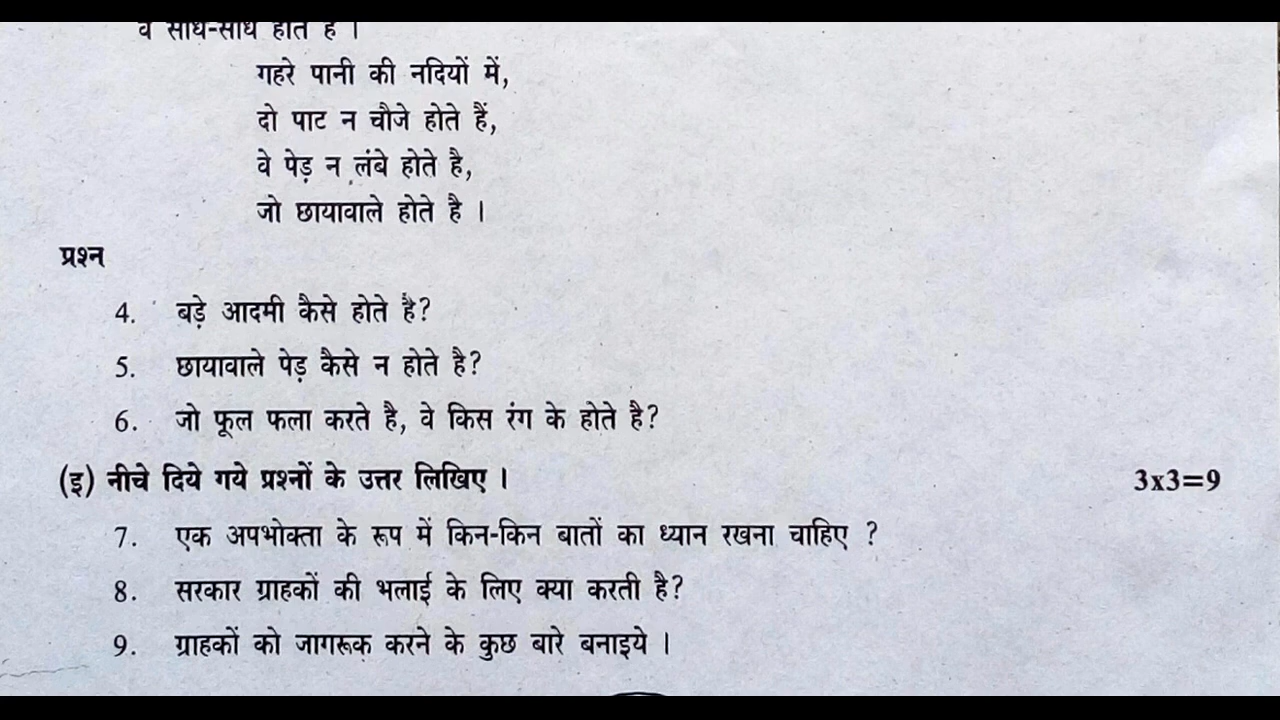 वे सीधे-सीधे होते है ।
गहरे पानी की नदियों में,
दो पाट न चौजे होते हैं,
वे पेड़ न लंबे होते है,
जो छायावाले होते है ।
प्रश्न
4. बड़े आदमी कैसे होते है?
5. छायावाले पेड़ कैसे न होते है?
6. जो फूल फला करते है, वे किस रंग के होते है?
(इ) नीचे दिये गये प्रश्नों के उत्तर लिखिए । 3x3=9
7. एक अपभोक्ता के रूप में किन-किन बातों का ध्यान रखना चाहिए ?
8. सरकार ग्राहकों की भलाई के लिए क्या करती है?
9. ग्राहकों को जागरूक करने के कुछ बारे बनाइये ।